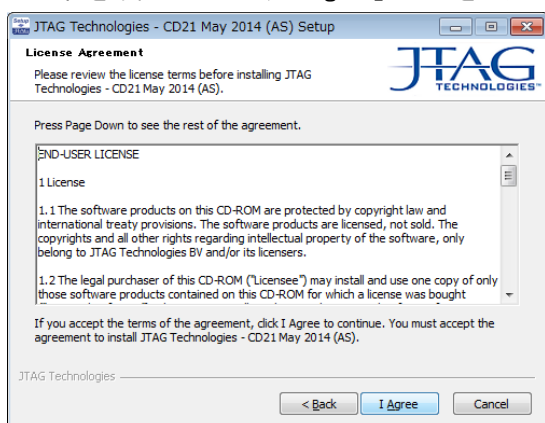 JTAG Technologies - CD21 May 2014 (AS) Setup
License Agreement
Please review the license terms before installing JTAG
Technologies - CD21 May 2014 (AS).
JTAG
TECHNOLOGIES
Press Page Down to see the rest of the agreement.
END-USER LICENSE
1 License
1.1 The software products on this CD-ROM are protected by copyright law and
international treaty provisions. The software products are licensed, not sold. The
copyrights and all other rights regarding intellectual property of the software, only
belong to JTAG Technologies BV and/or its licensers.
1.2 The legal purchaser of this CD-ROM ("Licensee") may install and use one copy of only
those software products contained on this CD-ROM for which a license was bought
If you accept the terms of the agreement, click I Agree to continue. You must accept the
agreement to install JTAG Technologies - CD21 May 2014 (AS).
JTAG Technologies
< Back
I Agree
Cancel